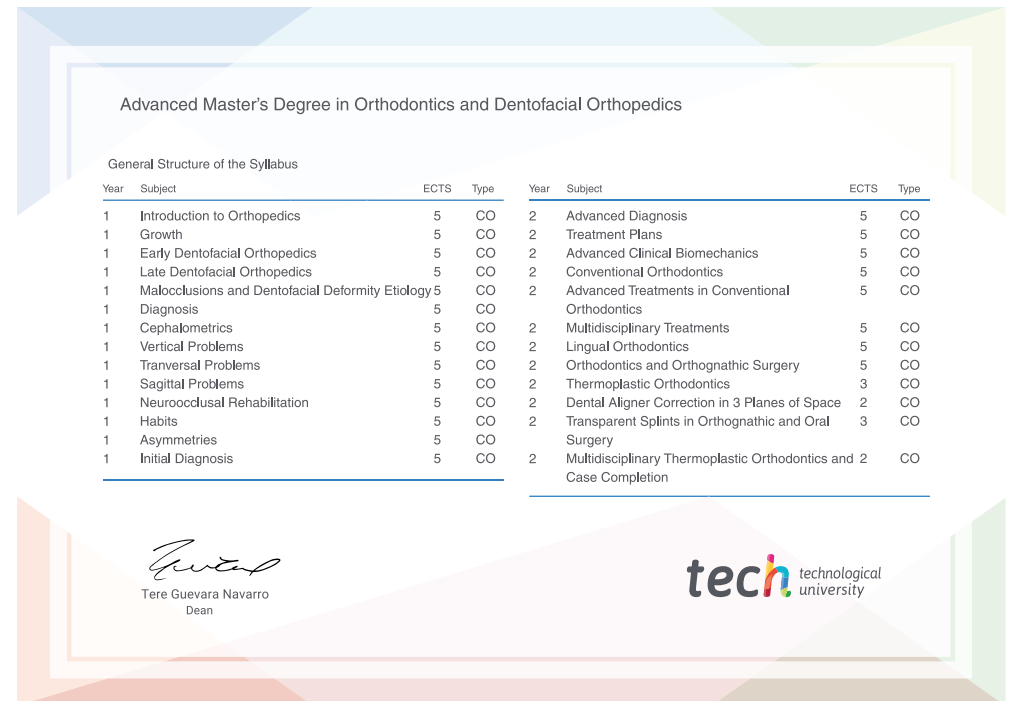 Advanced Master's Degree in Orthodontics and Dentofacial Orthopedics
General Structure of the Syllabus
Year Subject ECTS Type
1 Introduction to Orthopedics 5 CO
1 Growth 5 CO
1 Early Dentofacial Orthopedics 5 CO
1 Late Dentofacial Orthopedics 5 CO
1 Malocclusions and Dentofacial Deformity Etiology 5 CO
1 Diagnosis 5 CO
1 Cephalometrics 5 CO
1 Vertical Problems 5 CO
1 Tranversal Problems 5 CO
1 Sagittal Problems 5 CO
1 Neuroocclusal Rehabilitation 5 CO
1 Habits 5 CO
1 Asymmetries 5 CO
1 Initial Diagnosis 5 CO
Year Subject ECTS Type
2 Advanced Diagnosis 5 CO
2 Treatment Plans 5 CO
2 Advanced Clinical Biomechanics 5 CO
2 Conventional Orthodontics 5 CO
2 Advanced Treatments in Conventional 5 CO
Orthodontics
2 Multidisciplinary Treatments 5 CO
2 Lingual Orthodontics 5 CO
2 Orthodontics and Orthognathic Surgery 5 CO
2 Thermoplastic Orthodontics 3 CO
2 Dental Aligner Correction in 3 Planes of Space 2 CO
2 Transparent Splints in Orthognathic and Oral 3 CO
Surgery
2 Multidisciplinary Thermoplastic Orthodontics and 2 CO
Case Completion
Tere Guevara Navarro
Dean
tech technological
university